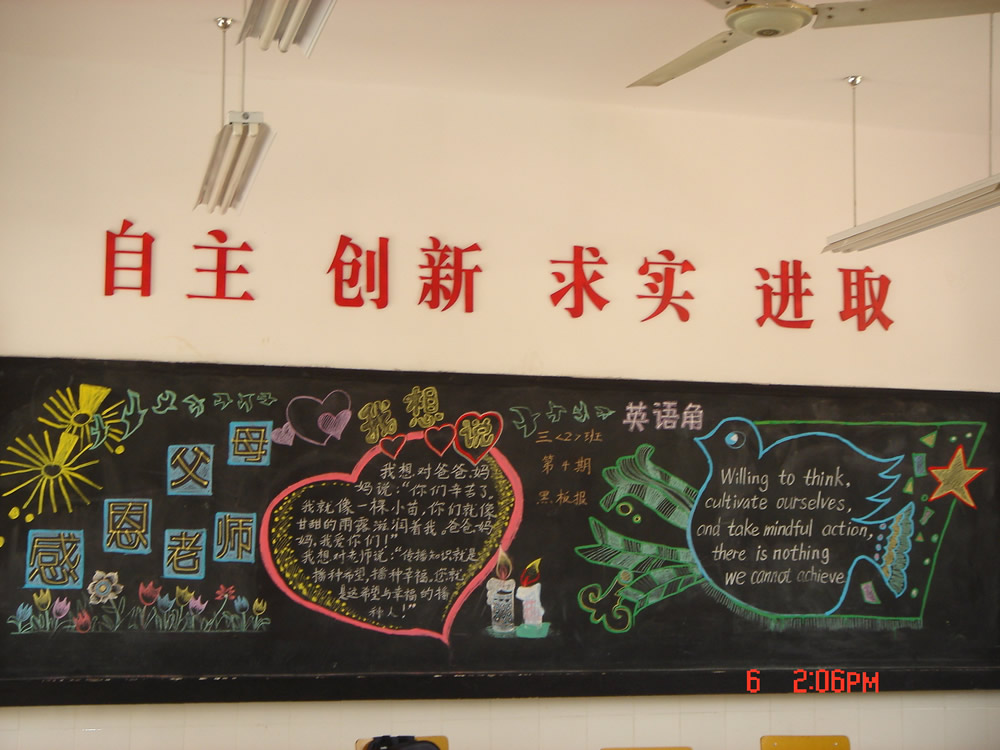 自主 创新 求实 进取
感恩
父母
老师
我想说
我想对爸爸、妈
妈说:“你们辛苦了。
我就像一棵小苗,你们就像
甘甜的雨露滋润着我。爸爸、妈
妈,我爱你们!”
我想对老师说:“传播知识就是
播种希望,播种幸福。您就
是这希望与幸福的播
种人!”
三<2>班
第4期
黑板报
英语角
Willing to think,
cultivate ourselves,
and take mindful action,
there is nothing
we cannot achieve
6 2:06PM